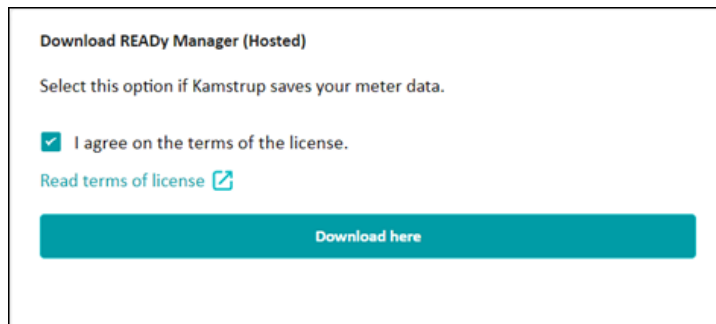 Download READy Manager (Hosted)
Select this option if Kamstrup saves your meter data.
I agree on the terms of the license.
Read terms of license
Download here